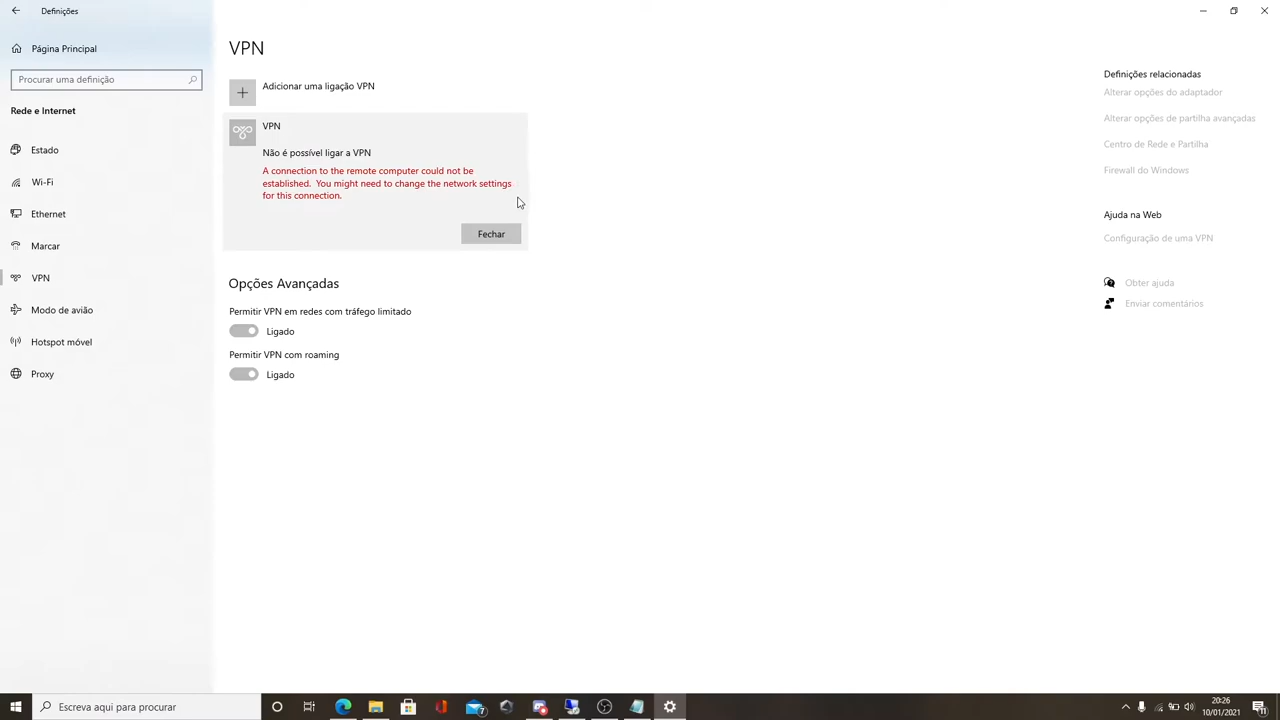 Definições
Página Principal
Procurar uma definição
Rede e Internet
Estado
Wi-Fi
Ethernet
Marcar
VPN
Modo de avião
Hotspot móvel
Proxy
VPN
Adicionar uma ligação VPN
VPN
Não é possível ligar a VPN
A connection to the remote computer could not be
established. You might need to change the network settings
for this connection.
Fechar
Opções Avançadas
Permitir VPN em redes com tráfego limitado
Ligado
Permitir VPN com roaming
Ligado
Definições relacionadas
Alterar opções do adaptador
Alterar opções de partilha avançadas
Centro de Rede e Partilha
Firewall do Windows
Ajuda na Web
Configuração de uma VPN
Obter ajuda
Enviar comentários
Escreva aqui para procurar
20:26
10/01/2021